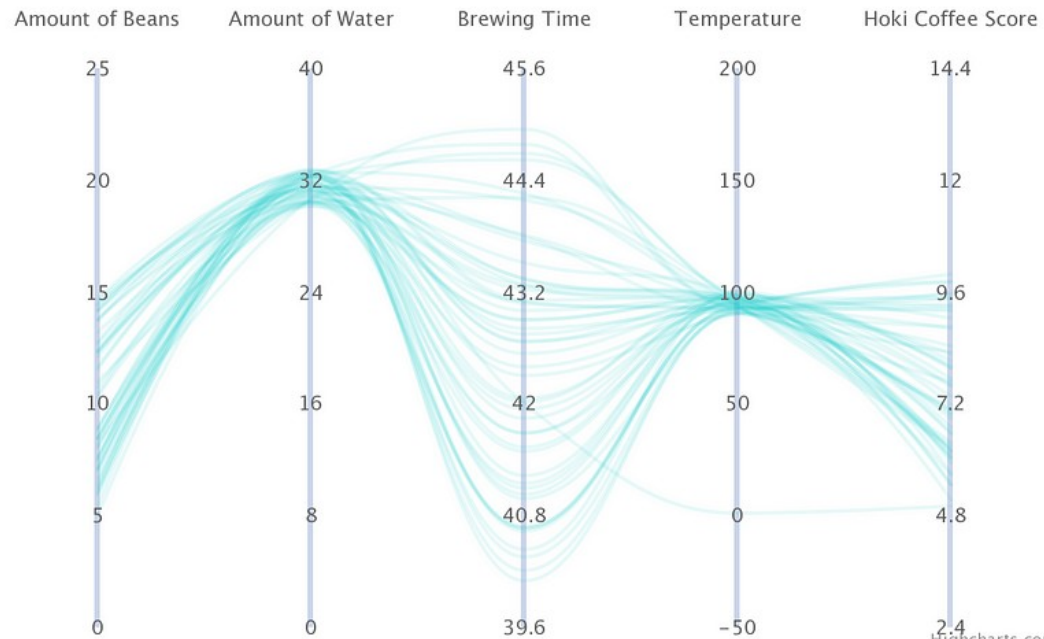 Amount of Beans Amount of Water Brewing Time Temperature Hoki Coffee Score
25 40 45.6 200 14.4
20 32 44.4 150 12
15 24 43.2 100 9.6
10 16 42 50 7.2
5 8 40.8 0 4.8
0 0 39.6 -50 2.4